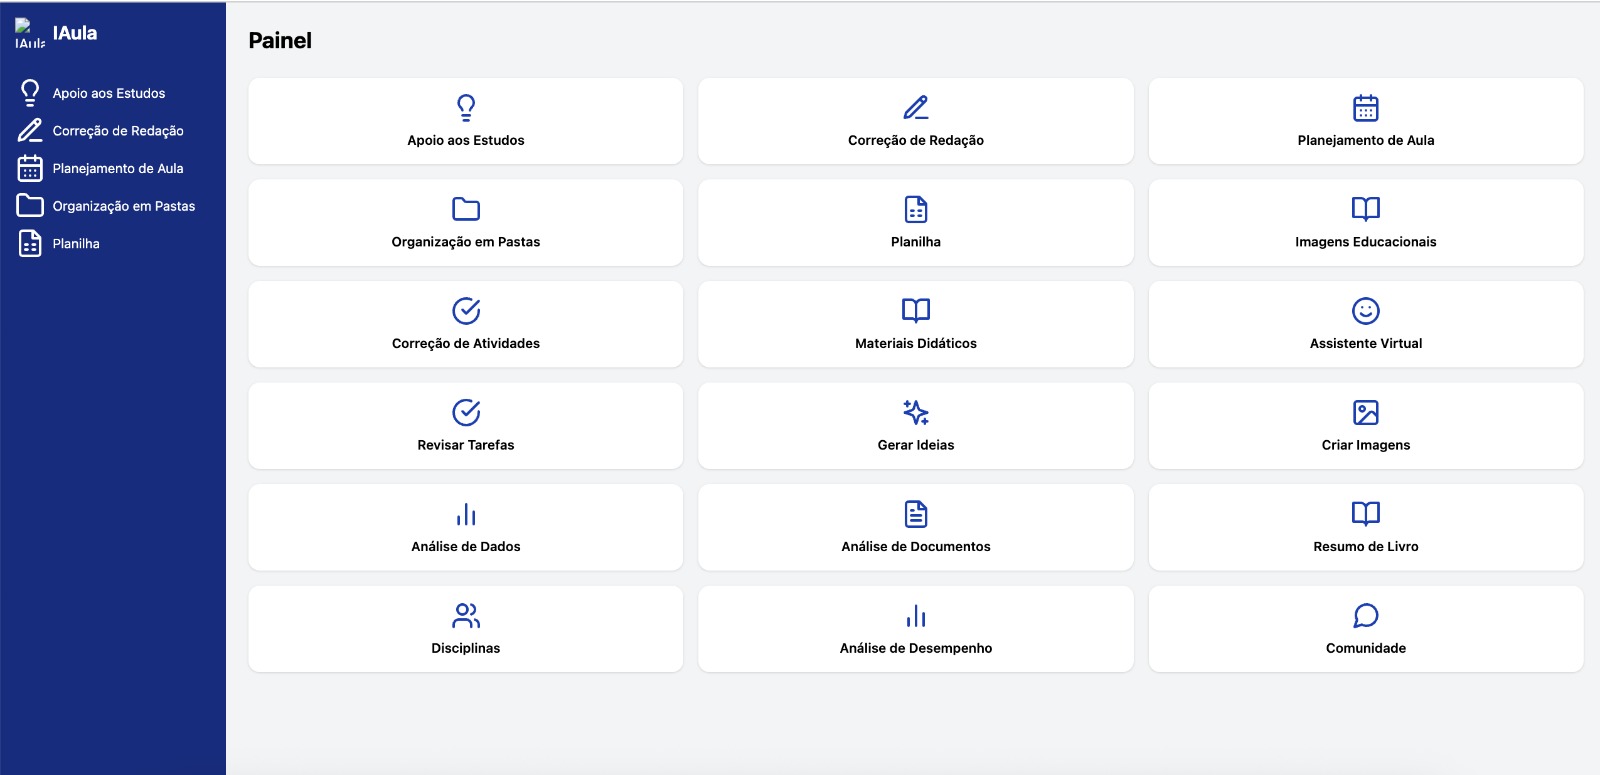 IAula
IAula
Apoio aos Estudos
Correção de Redação
Planejamento de Aula
Organização em Pastas
Planilha
Painel
Apoio aos Estudos
Correção de Redação
Planejamento de Aula
Organização em Pastas
Planilha
Imagens Educacionais
Correção de Atividades
Materiais Didáticos
Assistente Virtual
Revisar Tarefas
Gerar Ideias
Criar Imagens
Análise de Dados
Análise de Documentos
Resumo de Livro
Disciplinas
Análise de Desempenho
Comunidade